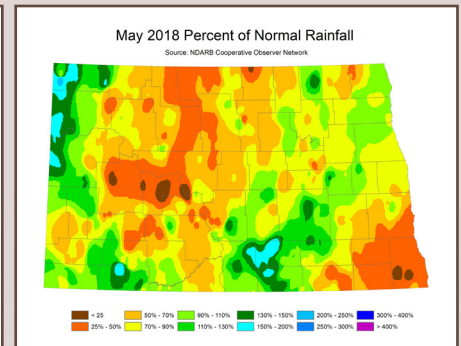 May 2018 Percent of Normal Rainfall
Source: NDARB Cooperative Observer Network
< 25 50% - 70% 90% - 110% 130% - 150% 200% - 250% 300% - 400%
25% - 50% 70% - 90% 110% - 130% 150% - 200% 250% - 300% > 400%